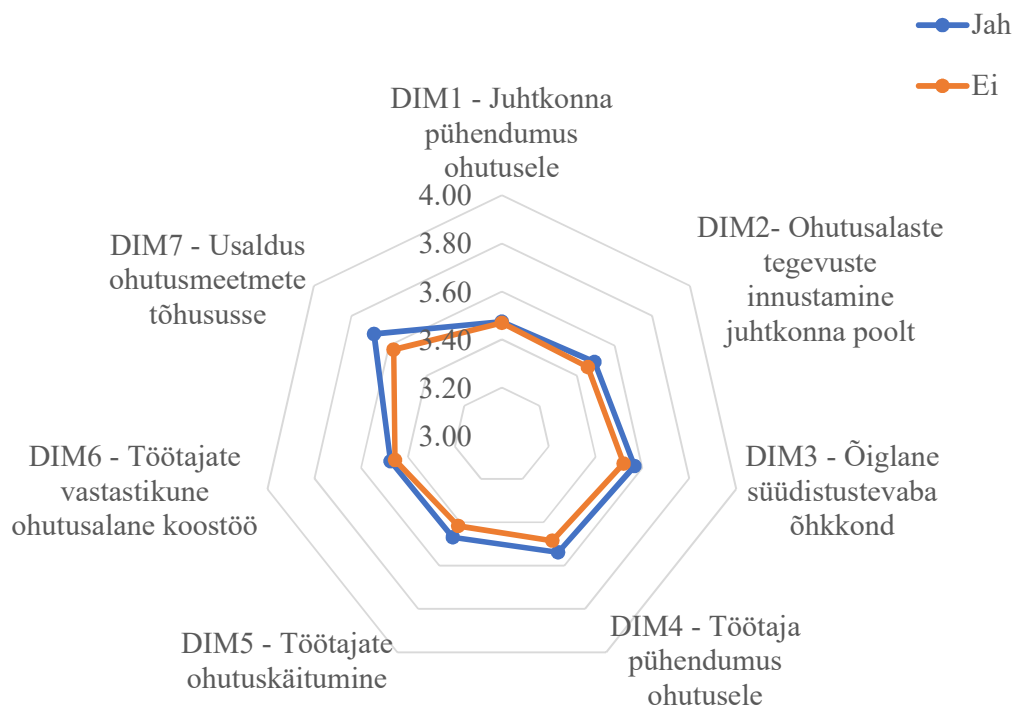 Jah
Ei
DIM1 - Juhtkonna
pühendumus
ohutusele
4.00
3.80
3.60
3.40
3.20
3.00
DIM2- Ohutusalaste
tegevuste
innustamine
juhtkonna poolt
DIM3 - Õiglane
süüdistustevaba
õhkkond
DIM4 - Töötaja
pühendumus
ohutusele
DIM5 - Töötajate
ohutuskäitumine
DIM6 - Töötajate
vastastikune
ohutusalane koostöö
DIM7 - Usaldus
ohutusmeetmete
tõhususse